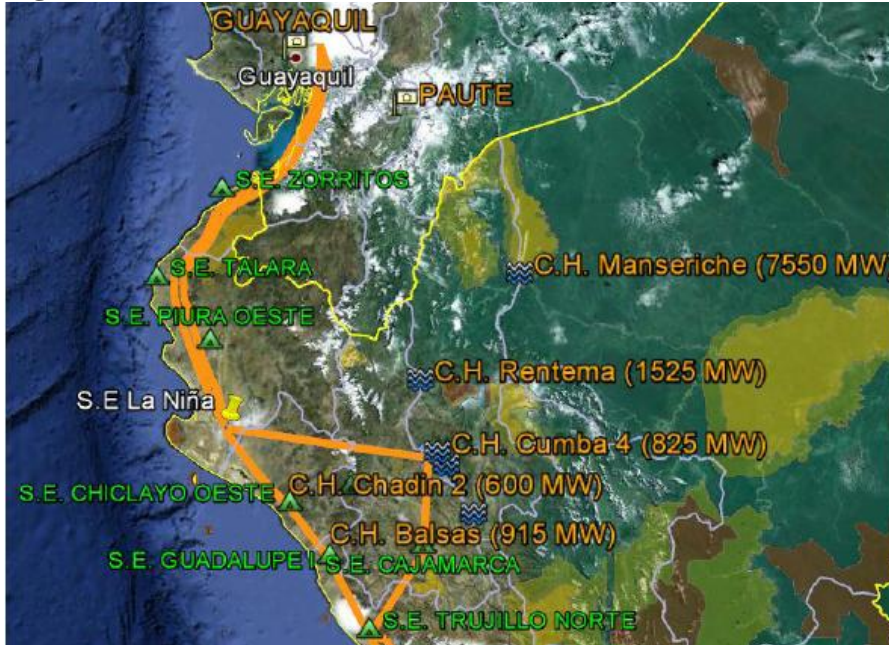 GUAYAQUIL
Guayaquil
PAUTE
S.E. ZORRITOS
S.E. TALARA
C.H. Manseriche (7550 MW)
S.E. PIURA OESTE
C.H. Rentema (1525 MW)
S.E La Niña
C.H. Cumba 4 (825 MW)
S.E. CHICLAYO OESTE
C.H. Chadin 2 (600 MW)
C.H. Balsas (915 MW)
S.E. GUADALUPE I
S.E. CAJAMARCA
S.E. TRUJILLO NORTE